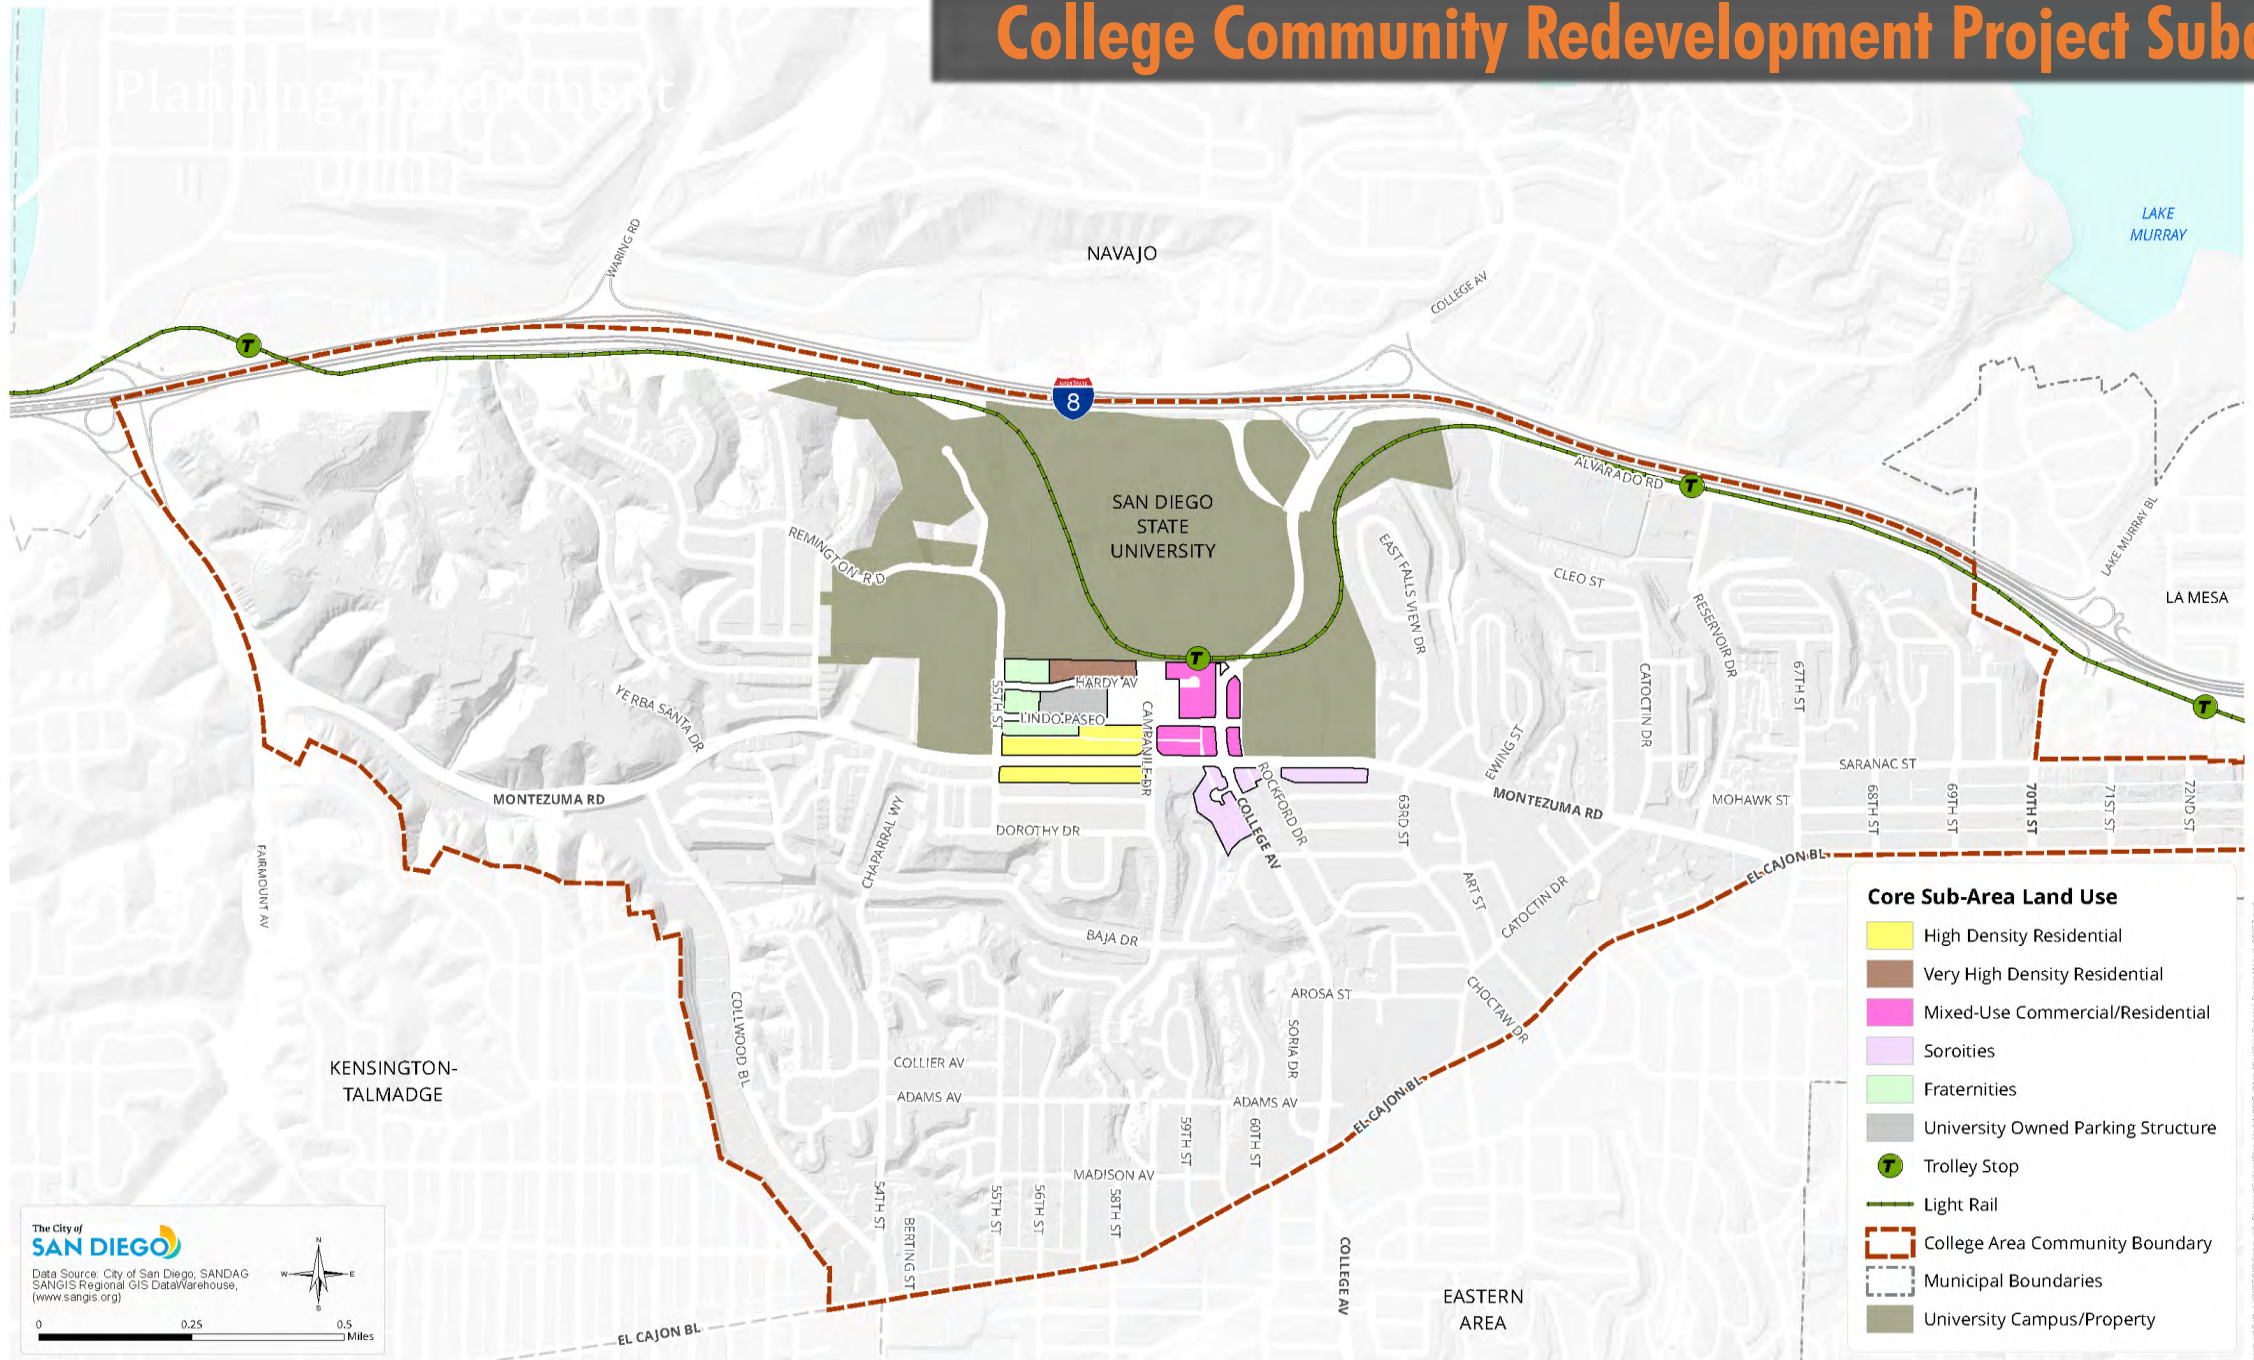 College Community Redevelopment Project Suba
Planning Department
NAVAJO
LAKE
MURRAY
WARING RD
COLLEGE AV
INTERSTATE
8
T
T
T
T
ALVARADO RD
LAKE MURRAY BL
LA MESA
SAN DIEGO
STATE
UNIVERSITY
REMINGTON RD
EAST FALLS VIEW DR
CLEO ST
RESERVOIR DR
CATOCTIN DR
67TH ST
YERBA SANTA DR
55TH ST
HARDY AV
LINDO PASEO
CAMPANILE DR
EWING ST
SARANAC ST
MONTEZUMA RD
MONTEZUMA RD
MOHAWK ST
68TH ST
69TH ST
70TH ST
71ST ST
72ND ST
ROCKFORD DR
COLLEGE AV
63RD ST
DOROTHY DR
CHAPARRAL WY
FAIRMOUNT AV
EL CAJON BL
ART ST
CATOCTIN DR
BAJA DR
AROSA ST
CHOCTAW DR
COLLWOOD BL
SORIA DR
KENSINGTON-
TALMADGE
COLLIER AV
ADAMS AV
ADAMS AV
EL CAJON BL
59TH ST
60TH ST
MADISON AV
54TH ST
BERTING ST
55TH ST
56TH ST
58TH ST
COLLEGE AV
EASTERN
AREA
EL CAJON BL
Core Sub-Area Land Use
High Density Residential
Very High Density Residential
Mixed-Use Commercial/Residential
Soroities
Fraternities
University Owned Parking Structure
T
Trolley Stop
Light Rail
College Area Community Boundary
Municipal Boundaries
University Campus/Property
The City of
SAN DIEGO
Data Source: City of San Diego, SANDAG
SANGIS Regional GIS DataWarehouse,
(www.sangis.org)
N
W E
S
0 0.25 0.5
Miles